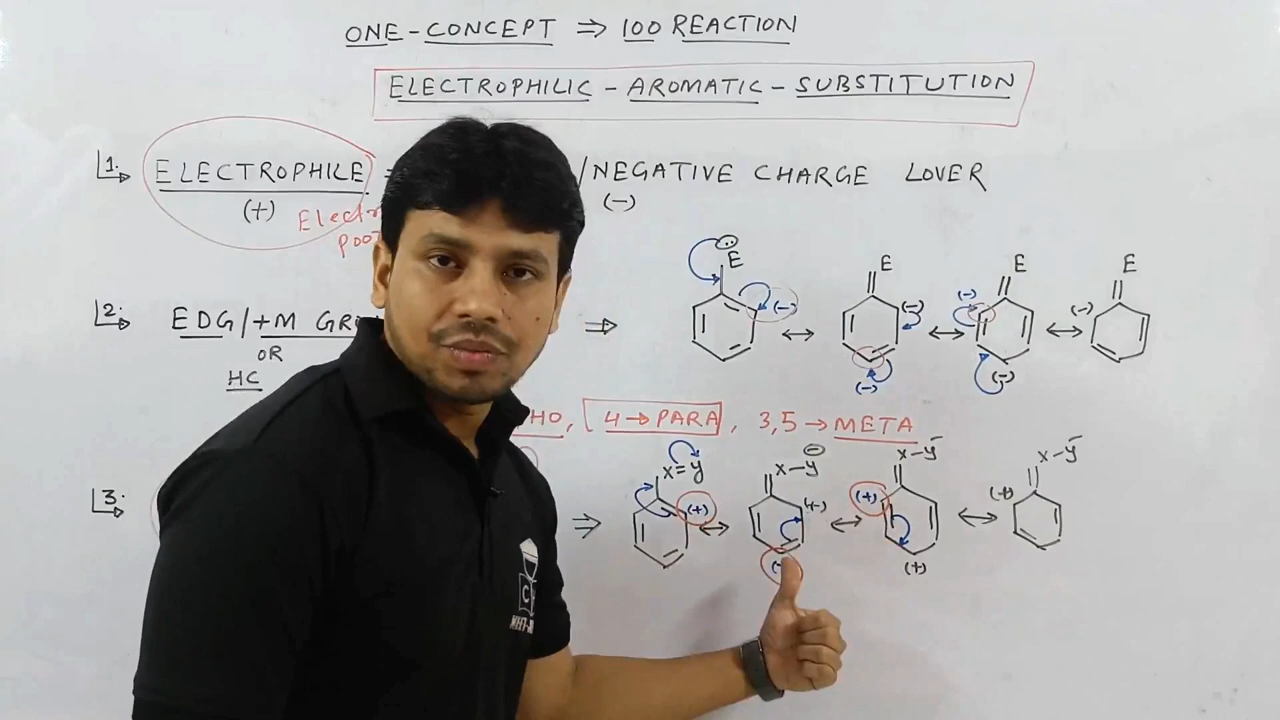 ONE-CONCEPT ⇒ 100 REACTION
ELECTROPHILIC - AROMATIC - SUBSTITUTION
1. ELECTROPHILE = /NEGATIVE CHARGE LOVER
(+) (-)
E E E E
2. EDG/+M ⇒ (-) ↔ (-) (-) ↔ (-) (-) ↔ (-)
OR
HC
4→PARA, 3,5→META
3. ⇒ X=Y (+) ↔ X-Y ⊖ (+) ↔ X-Y⁻ (+) (+) ↔ X-Y⁻ (+)